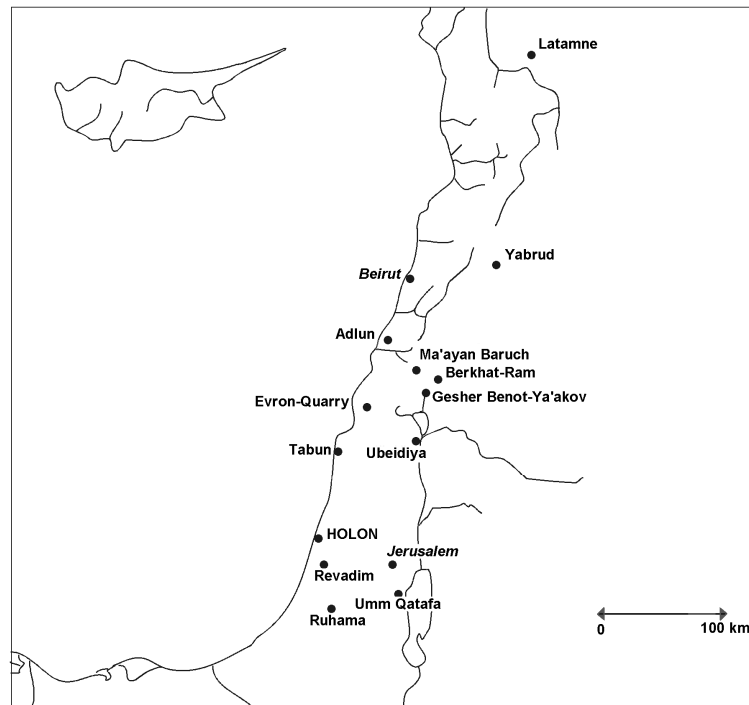 Latamne
Yabrud
Beirut
Adlun
Ma'ayan Baruch
Berkhat-Ram
Gesher Benot-Ya'akov
Evron-Quarry
Tabun
Ubeidiya
HOLON
Jerusalem
Revadim
Umm Qatafa
Ruhama
0 100 km